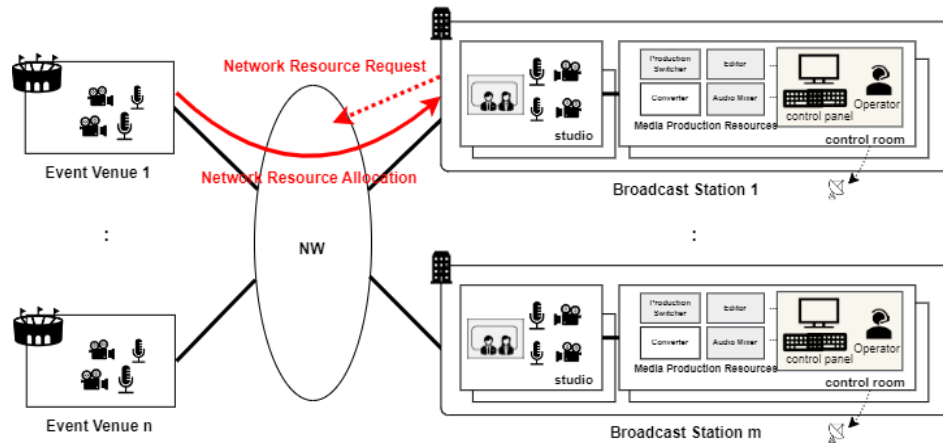 Network Resource Request
Network Resource Allocation
Event Venue 1
:
Event Venue n
NW
studio
Production
Switcher
Editor
Converter
Audio Mixer
Media Production Resources
control panel
Operator
control room
Broadcast Station 1
:
studio
Production
Switcher
Editor
Converter
Audio Mixer
Media Production Resources
control panel
Operator
control room
Broadcast Station m